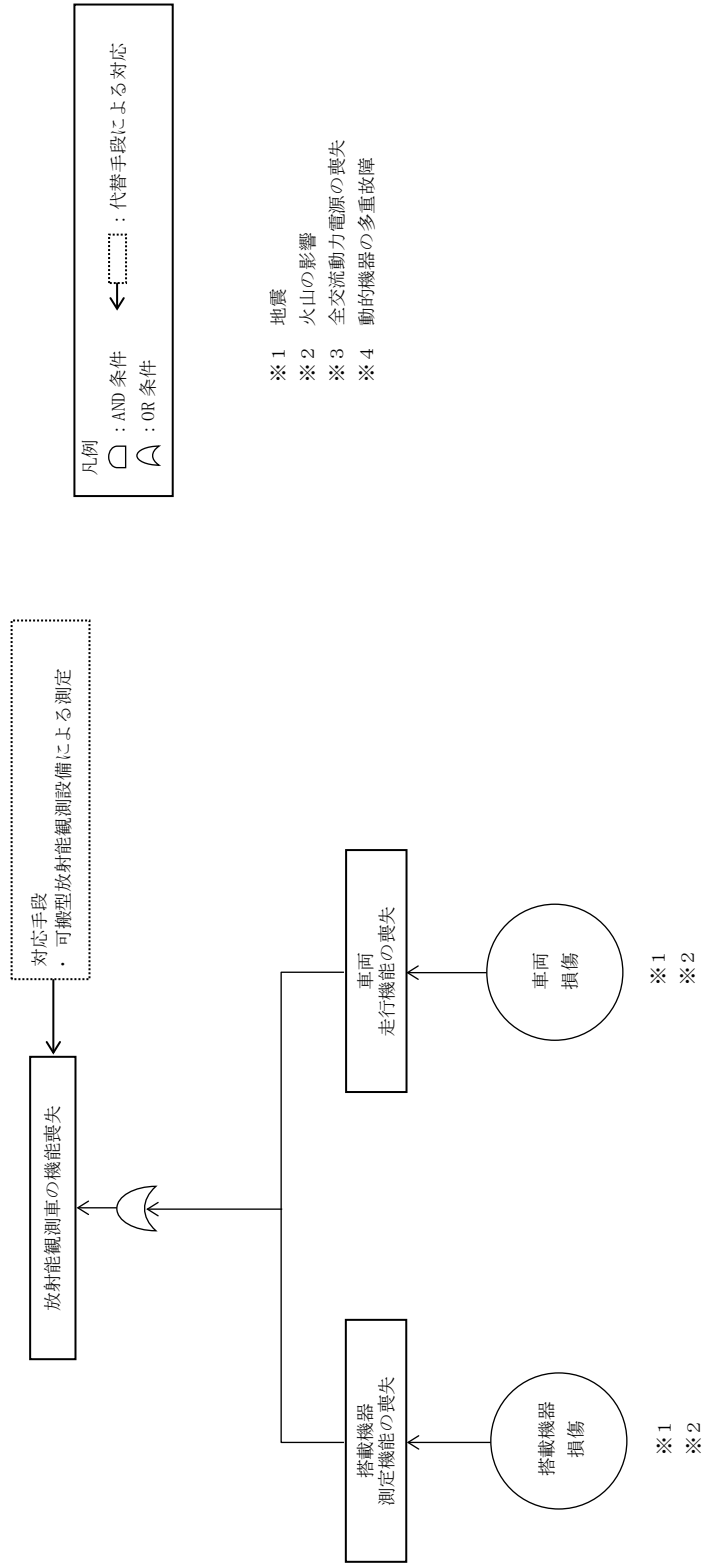 放射能観測車の機能喪失
対応手段
・ 可搬型放射能観測設備による測定
搭載機器
測定機能の喪失
車両
走行機能の喪失
搭載機器
損傷
車両
損傷
※1
※2
※1
※2
凡例
：AND 条件
：代替手段による対応
：OR 条件
※1 地震
※2 火山の影響
※3 全交流動力電源の喪失
※4 動的機器の多重故障